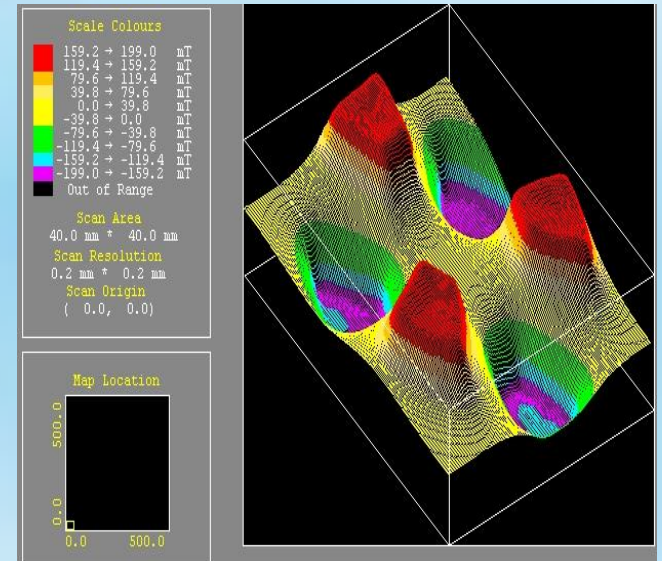 Scale Colours
159.2 → 199.0 mT
119.4 → 159.2 mT
79.6 → 119.4 mT
39.8 → 79.6 mT
0.0 → 39.8 mT
-39.8 → 0.0 mT
-79.6 → -39.8 mT
-119.4 → -79.6 mT
-159.2 → -119.4 mT
-199.0 → -159.2 mT
Out of Range
Scan Area
40.0 mm * 40.0 mm
Scan Resolution
0.2 mm * 0.2 mm
Scan Origin
( 0.0, 0.0)
Map Location
500.0
0.0
0.0 500.0